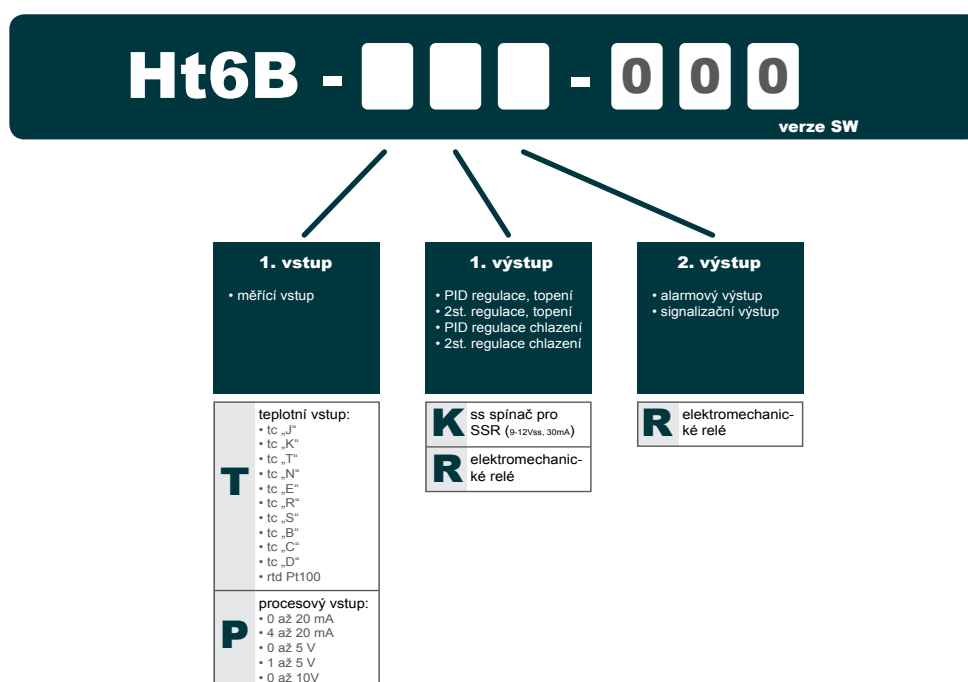 Ht6B - - 0 0 0
verze SW
1. vstup
• měřící vstup
1. výstup
• PID regulace, topení
• 2st. regulace, topení
• PID regulace chlazení
• 2st. regulace chlazení
2. výstup
• alarmový výstup
• signalizační výstup
T
teplotní vstup:
• tc „J“
• tc „K“
• tc „T“
• tc „N“
• tc „E“
• tc „R“
• tc „S“
• tc „B“
• tc „C“
• tc „D“
• rtd Pt100
P
procesový vstup:
• 0 až 20 mA
• 4 až 20 mA
• 0 až 5 V
• 1 až 5 V
• 0 až 10V
K
ss spínač pro
SSR (9-12Vss, 30mA)
R
elektromechanic-
ké relé
R
elektromechanic-
ké relé